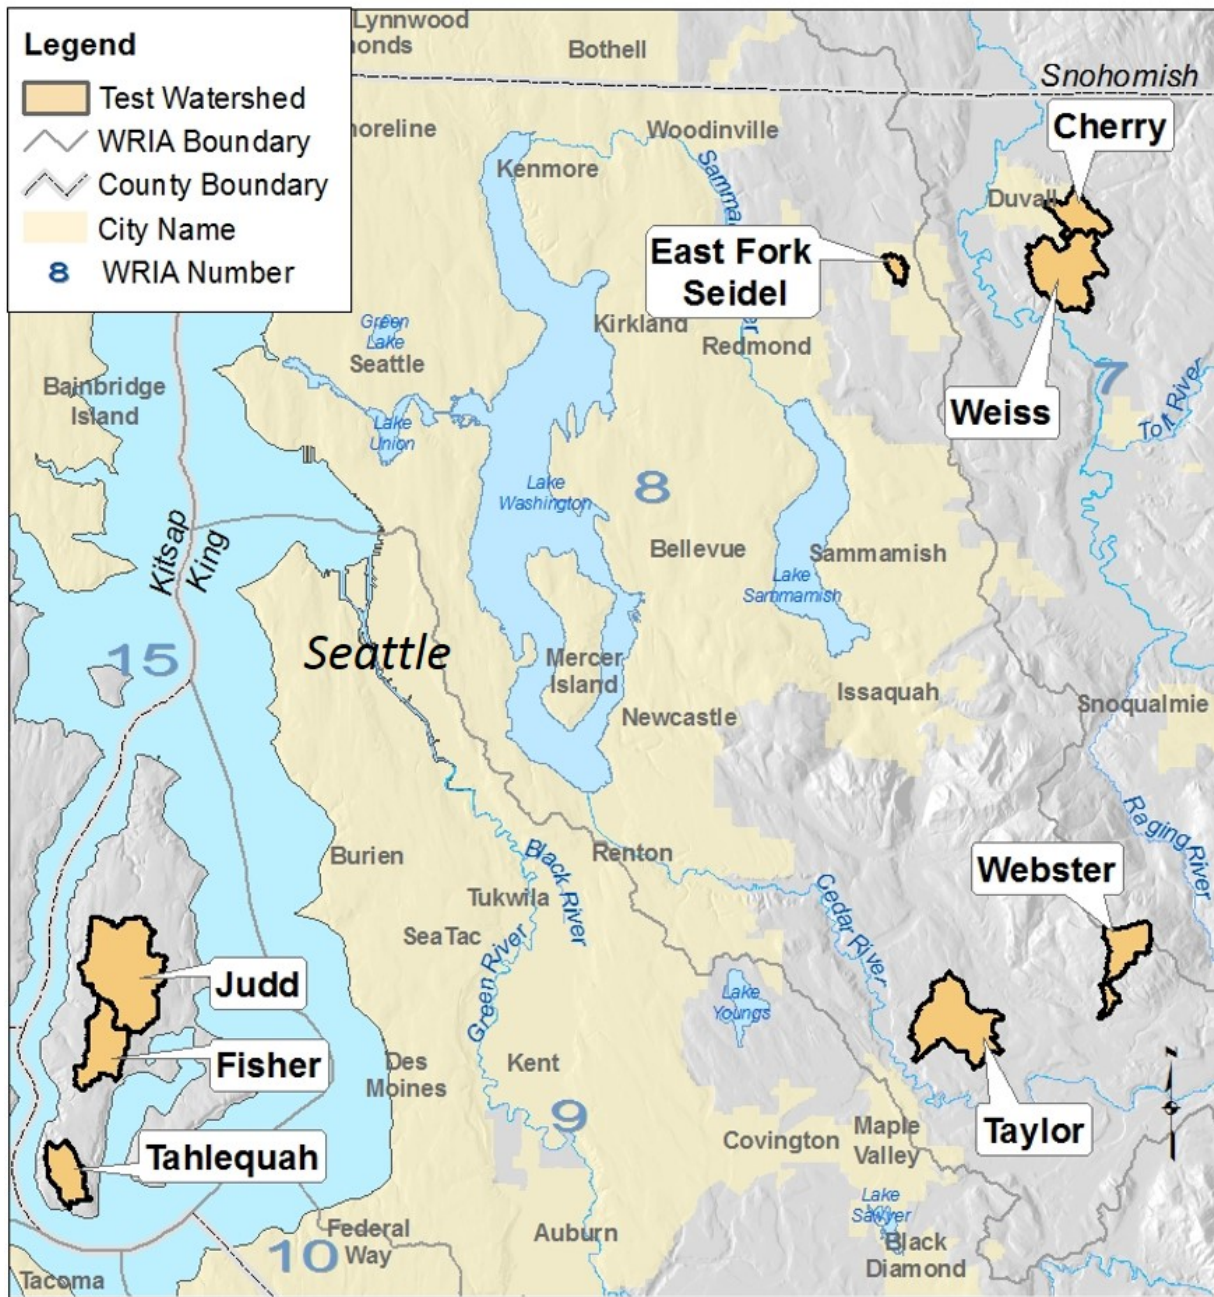 Legend
Test Watershed
WRIA Boundary
County Boundary
City Name
8 WRIA Number
Lynnwood
onds
Bothell
Snohomish
Cherry
horeline
Woodinville
Kenmore
Duvall
East Fork
Seidel
Kirkland
Redmond
Green
Lake
Seattle
Bainbridge
Island
Weiss
7
Tolt River
Lake
Union
Lake
Washington
8
Kitsap
King
Bellevue
Sammamish
Lake
Sammamish
15
Seattle
Mercer
Island
Issaquah
Newcastle
Snoqualmie
Raging River
Burien
Black River
Renton
Webster
Tukwila
Cedar River
SeaTac
Green River
Judd
Lake
Youngs
Fisher
Des
Moines
Kent
9
Covington
Maple
Valley
Taylor
Tahlequah
Lake
Sawyer
Federal
Way
Auburn
10
Black
Diamond
Tacoma